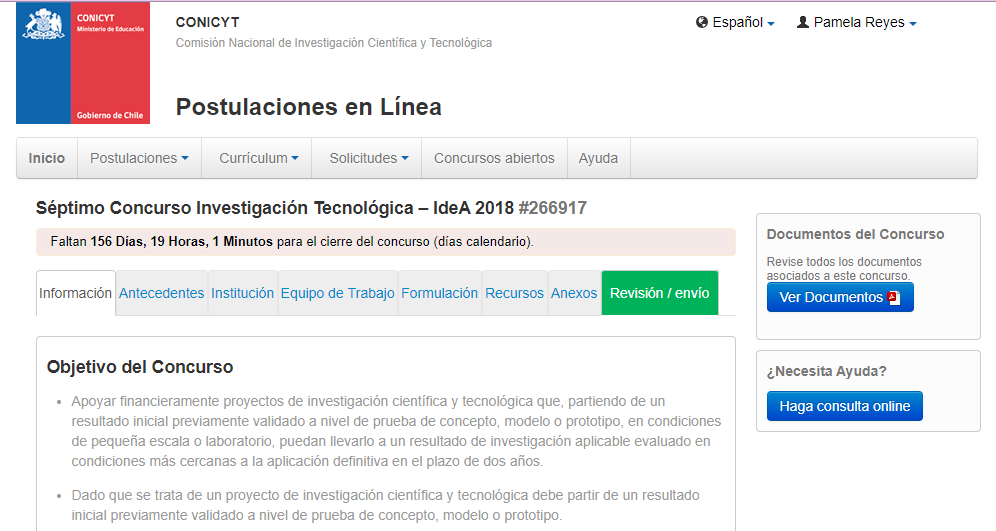 CONICYT
Ministerio de Educación
Gobierno de Chile
CONICYT
Comisión Nacional de Investigación Científica y Tecnológica
Español
Pamela Reyes
Postulaciones en Línea
Inicio
Postulaciones
Currículum
Solicitudes
Concursos abiertos
Ayuda
Séptimo Concurso Investigación Tecnológica – IdeA 2018 #266917
Faltan 156 Días, 19 Horas, 1 Minutos para el cierre del concurso (días calendario).
Información
Antecedentes
Institución
Equipo de Trabajo
Formulación
Recursos
Anexos
Revisión / envío
Objetivo del Concurso
• Apoyar financieramente proyectos de investigación científica y tecnológica que, partiendo de un
resultado inicial previamente validado a nivel de prueba de concepto, modelo o prototipo, en condiciones
de pequeña escala o laboratorio, puedan llevarlo a un resultado de investigación aplicable evaluado en
condiciones más cercanas a la aplicación definitiva en el plazo de dos años.
• Dado que se trata de un proyecto de investigación científica y tecnológica debe partir de un resultado
inicial previamente validado a nivel de prueba de concepto, modelo o prototipo.
Documentos del Concurso
Revise todos los documentos
asociados a este concurso.
Ver Documentos
¿Necesita Ayuda?
Haga consulta online